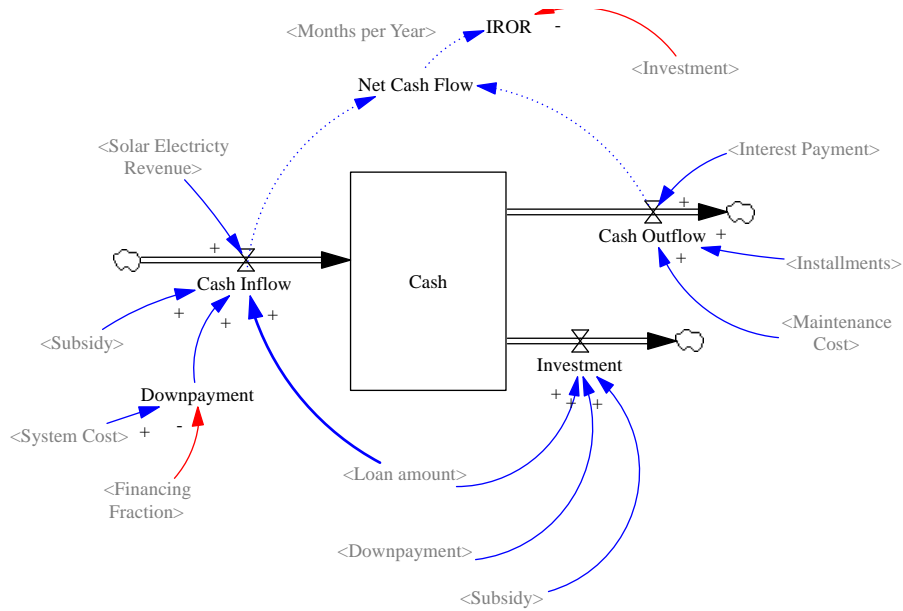 IROR
<Months per Year>
-
<Investment>
Net Cash Flow
<Solar Electricty
Revenue>
<Interest Payment>
+
+
+
Cash Outflow
+
<Installments>
Cash Inflow
Cash
+
+
+
<Subsidy>
<Maintenance
Cost>
Investment
Downpayment
+
+
+
<System Cost>
+
-
<Loan amount>
<Financing
Fraction>
<Downpayment>
<Subsidy>